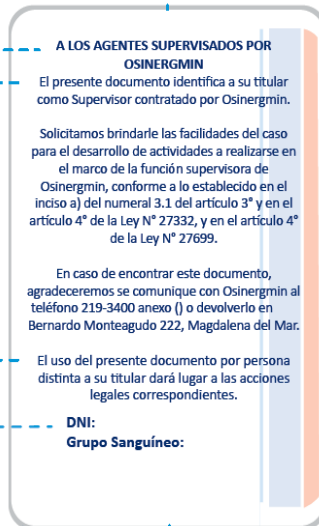 A LOS AGENTES SUPERVISADOS POR
OSINERGMIN
El presente documento identifica a su titular
como Supervisor contratado por Osinergmin.
Solicitamos brindarle las facilidades del caso
para el desarrollo de actividades a realizarse en
el marco de la función supervisora de
Osinergmin, conforme a lo establecido en el
inciso a) del numeral 3.1 del artículo 3° y en el
artículo 4° de la Ley N° 27332, y en el artículo 4°
de la Ley N° 27699.
En caso de encontrar este documento,
agradeceremos se comunique con Osinergmin al
teléfono 219-3400 anexo () o devolverlo en
Bernardo Monteagudo 222, Magdalena del Mar.
El uso del presente documento por persona
distinta a su titular dará lugar a las acciones
legales correspondientes.
DNI:
Grupo Sanguíneo: